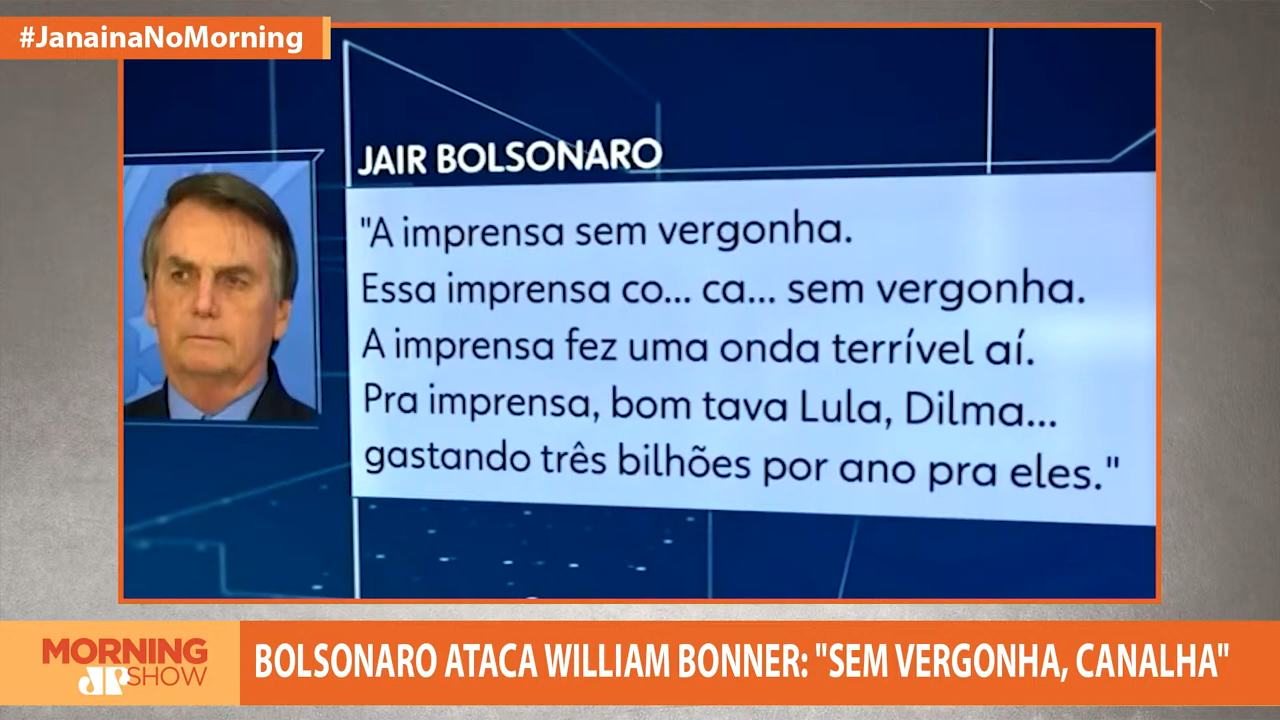 #JanainaNoMorning
JAIR BOLSONARO
"A imprensa sem vergonha.
Essa imprensa co... ca... sem vergonha.
A imprensa fez uma onda terrível aí.
Pra imprensa, bom tava Lula, Dilma...
gastando três bilhões por ano pra eles."
MORNING
JP SHOW
BOLSONARO ATACA WILLIAM BONNER: "SEM VERGONHA, CANALHA"